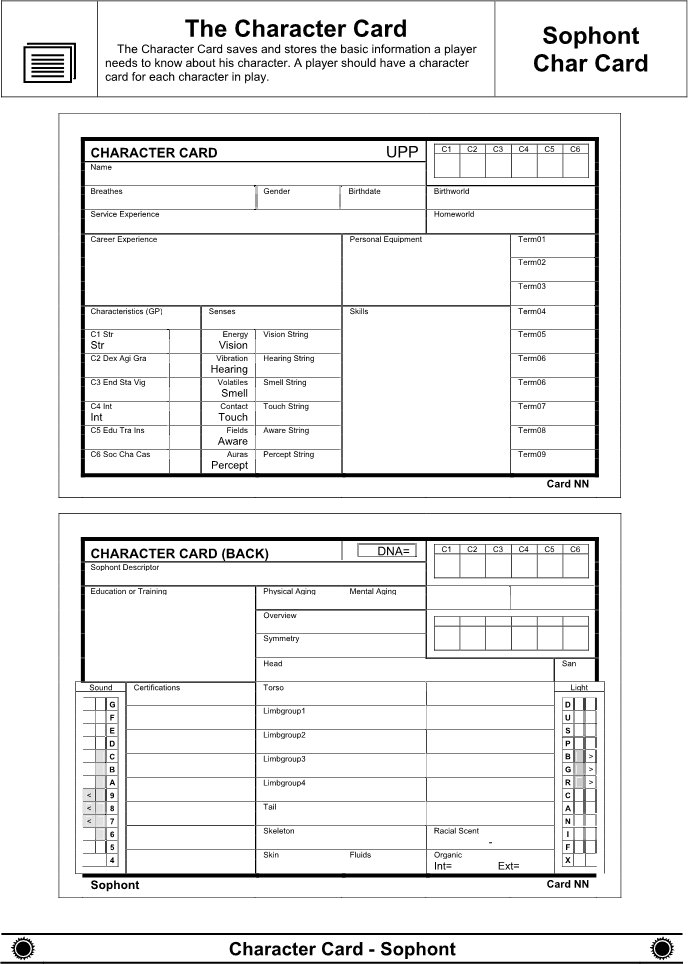 The Character Card
The Character Card saves and stores the basic information a player
needs to know about his character. A player should have a character
card for each character in play.
Sophont
Char Card
CHARACTER CARD UPP C1 C2 C3 C4 C5 C6
Name
Breathes Gender Birthdate Birthworld
Service Experience Homeworld
Career Experience Personal Equipment Term01
Term02
Term03
Characteristics (GP) Senses Skills Term04
C1 Str Energy Vision String Term05
Str Vision
C2 Dex Agi Gra Vibration Hearing String Term06
Hearing
C3 End Sta Vig Volatiles Smell String Term06
Smell
C4 Int Contact Touch String Term07
Int Touch
C5 Edu Tra Ins Fields Aware String Term08
Aware
C6 Soc Cha Cas Auras Percept String Term09
Percept
Card NN
CHARACTER CARD (BACK) DNA= C1 C2 C3 C4 C5 C6
Sophont Descriptor
Education or Training Physical Aging Mental Aging
Overview
Symmetry
Head San
Sound Certifications Torso Light
G D
F Limbgroup1 U
E S
D Limbgroup2 P
C B >
B Limbgroup3 G >
A R >
< 9 Limbgroup4 C
< 8 Tail A
< 7 N
6 Skeleton Racial Scent I
5 - F
4 Skin Fluids Organic X
Int= Ext=
Sophont Card NN
Character Card - Sophont